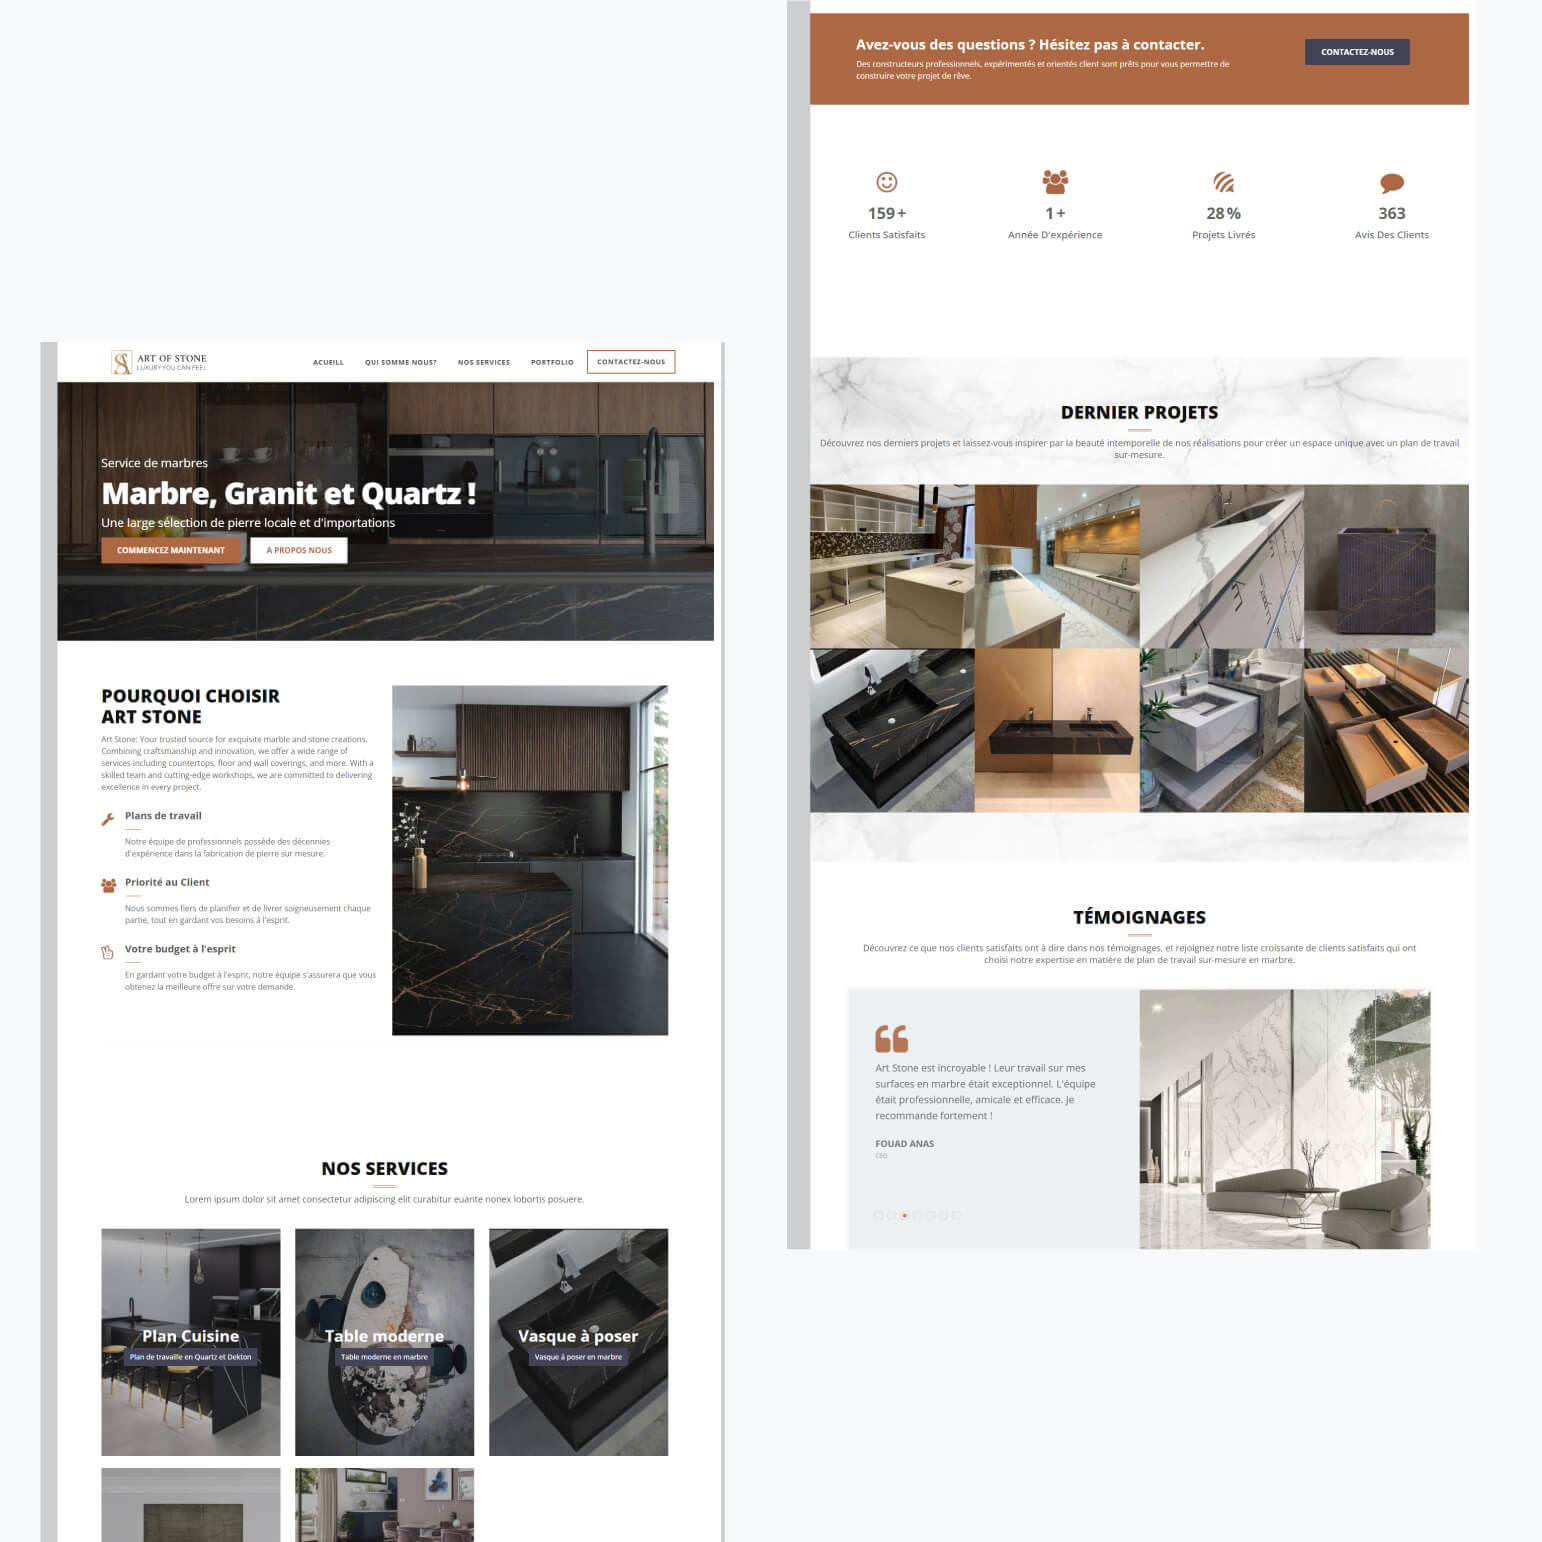 ART OF STONE
LUXURY YOU CAN FEEL
ACUEILL
QUI SOMME NOUS?
NOS SERVICES
PORTFOLIO
CONTACTEZ-NOUS
Service de marbres
Marbre, Granit et Quartz !
Une large sélection de pierre locale et d'importations
COMMENCEZ MAINTENANT
A PROPOS NOUS
POURQUOI CHOISIR
ART STONE
Art Stone: Your trusted source for exquisite marble and stone creations.
Combining craftsmanship and innovation, we offer a wide range of
services including countertops, floor and wall coverings, and more. With a
skilled team and cutting-edge workshops, we are committed to delivering
excellence in every project.
Plans de travail
Notre équipe de professionnels possède des décennies
d'expérience dans la fabrication de pierre sur mesure.
Priorité au Client
Nous sommes fiers de planifier et de livrer soigneusement chaque
partie, tout en gardant vos besoins à l'esprit.
Votre budget à l'esprit
En gardant votre budget à l'esprit, notre équipe s'assurera que vous
obtenez la meilleure offre sur votre demande.
NOS SERVICES
Lorem ipsum dolor sit amet consectetur adipiscing elit curabitur euante nonex lobortis posuere.
Plan Cuisine
Plan de travaille en Quartz et Dekton
Table moderne
Table moderne en marbre
Vasque à poser
Vasque à poser en marbre
Avez-vous des questions ? Hésitez pas à contacter.
Des constructeurs professionnels, expérimentés et orientés client sont prêts pour vous permettre de
construire votre projet de rêve.
CONTACTEZ-NOUS
159 +
Clients Satisfaits
1 +
Année D'expérience
28 %
Projets Livrés
363
Avis Des Clients
DERNIER PROJETS
Découvrez nos derniers projets et laissez-vous inspirer par la beauté intemporelle de nos réalisations pour créer un espace unique avec un plan de travail
sur-mesure.
TÉMOIGNAGES
Découvrez ce que nos clients satisfaits ont à dire dans nos témoignages, et rejoignez notre liste croissante de clients satisfaits qui ont
choisi notre expertise en matière de plan de travail sur-mesure en marbre.
Art Stone est incroyable ! Leur travail sur mes
surfaces en marbre était exceptionnel. L'équipe
était professionnelle, amicale et efficace. Je
recommande fortement !
FOUAD ANAS
CEO